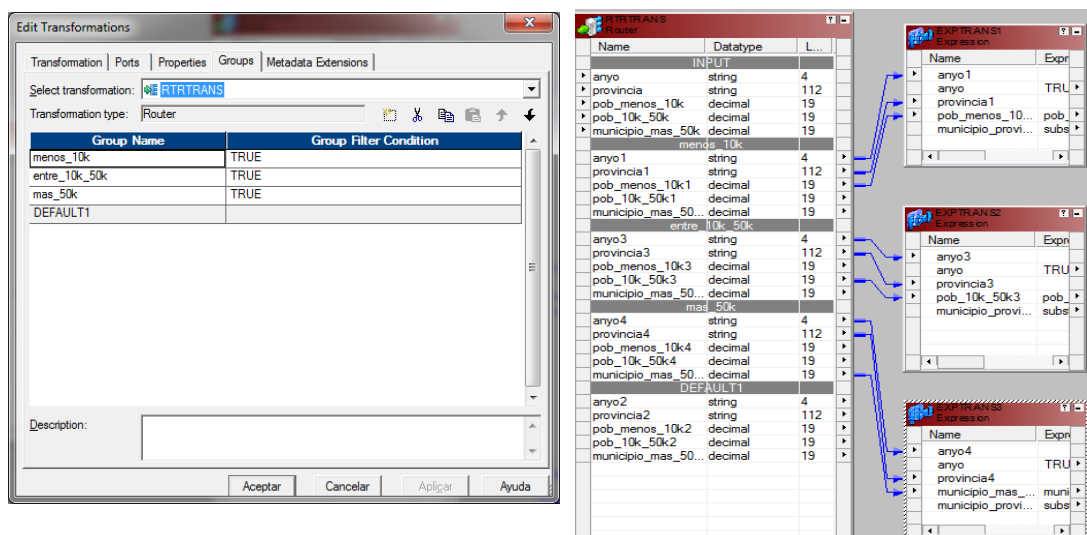 Edit Transformations
Transformation Ports Properties Groups Metadata Extensions
Select transformation: RTRTRANS
Transformation type: Router
Group Name Group Filter Condition
menos_10k TRUE
entre_10k_50k TRUE
mas_50k TRUE
DEFAULT1
Description:
Aceptar Cancelar Aplicar Ayuda
RTRTRANS
Router
Name Datatype L...
INPUT
anyo string 4
provincia string 112
pob_menos_10k decimal 19
pob_10k_50k decimal 19
municipio_mas_50k decimal 19
menos_10k
anyo1 string 4
provincia1 string 112
pob_menos_10k1 decimal 19
pob_10k_50k1 decimal 19
municipio_mas_50... decimal 19
entre_10k_50k
anyo3 string 4
provincia3 string 112
pob_menos_10k3 decimal 19
pob_10k_50k3 decimal 19
municipio_mas_50... decimal 19
mas_50k
anyo4 string 4
provincia4 string 112
pob_menos_10k4 decimal 19
pob_10k_50k4 decimal 19
municipio_mas_50... decimal 19
DEFAULT1
anyo2 string 4
provincia2 string 112
pob_menos_10k2 decimal 19
pob_10k_50k2 decimal 19
municipio_mas_50... decimal 19
EXPTRANS1
Expression
Name Expr
anyo1
anyo TRU
provincia1
pob_menos_10... pob_
municipio_provi... subs
EXPTRANS2
Expression
Name Expr
anyo3
anyo TRU
provincia3
pob_10k_50k3 pob_
municipio_provi... subs
EXPTRANS3
Expression
Name Expr
anyo4
anyo TRU
provincia4
municipio_mas_... muni
municipio_provi... subs